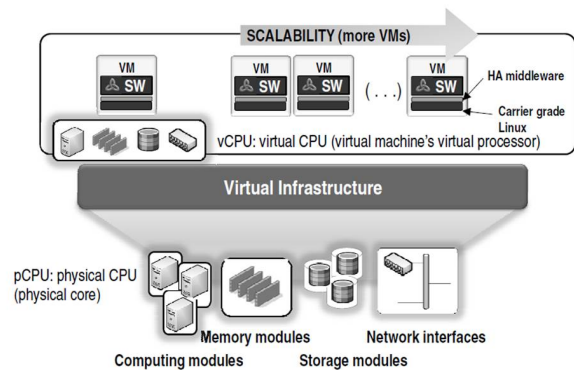 SCALABILITY (more VMs)
VM
SW
VM
SW
VM
SW
(...)
VM
SW
HA middleware
Carrier grade
Linux
vCPU: virtual CPU (virtual machine's virtual processor)
Virtual Infrastructure
pCPU: physical CPU
(physical core)
Memory modules
Network interfaces
Computing modules
Storage modules